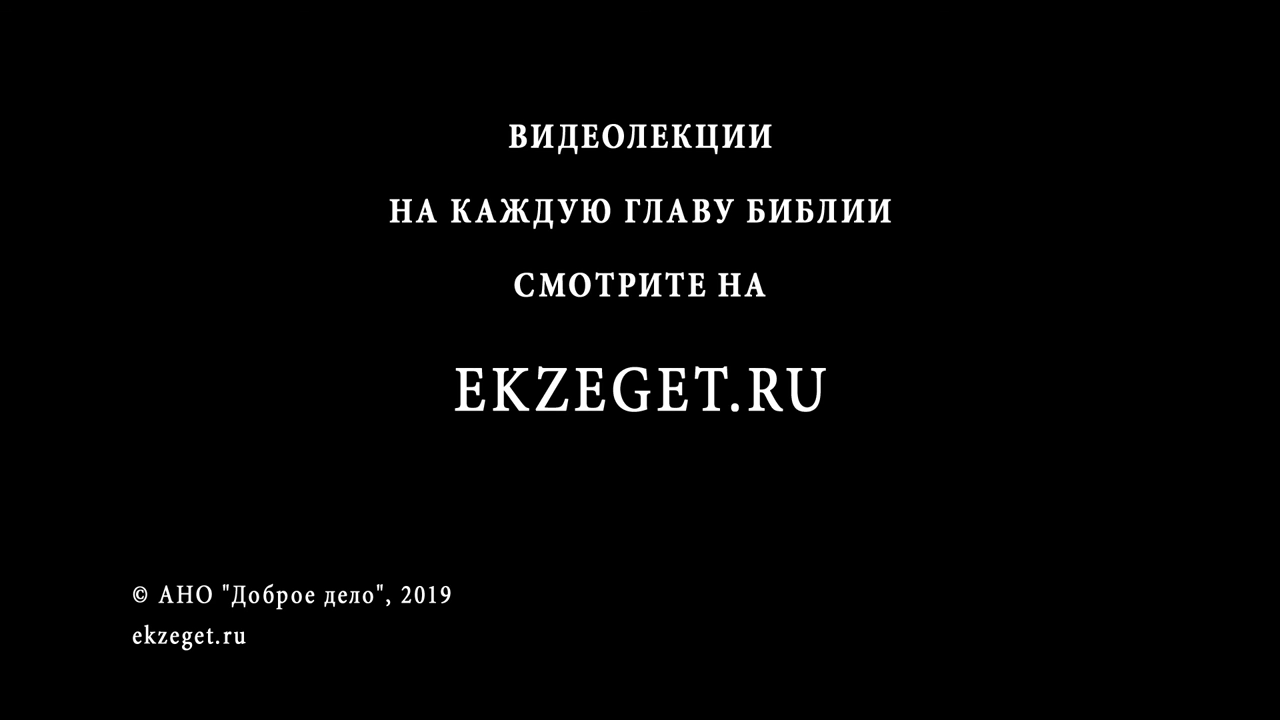 ВИДЕОЛЕКЦИИ
НА КАЖДУЮ ГЛАВУ БИБЛИИ
СМОТРИТЕ НА
EKZEGET.RU
© АНО "Доброе дело", 2019
ekzeget.ru